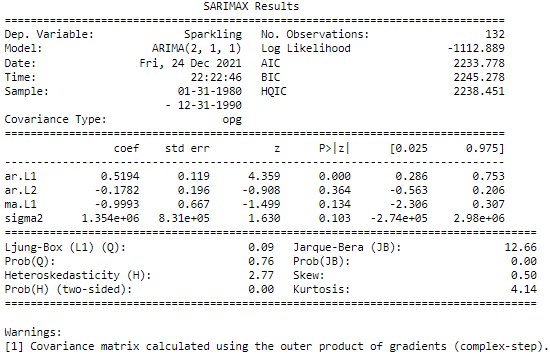 SARIMAX Results
==============================================================================
Dep. Variable: Sparkling No. Observations: 132
Model: ARIMA(2, 1, 1) Log Likelihood -1112.889
Date: Fri, 24 Dec 2021 AIC 2233.778
Time: 22:22:46 BIC 2245.278
Sample: 01-31-1980 HQIC 2238.451
- 12-31-1990
Covariance Type: opg
==============================================================================
coef std err z P>|z| [0.025 0.975]
------------------------------------------------------------------------------
ar.L1 0.5194 0.119 4.359 0.000 0.286 0.753
ar.L2 -0.1782 0.196 -0.908 0.364 -0.563 0.206
ma.L1 -0.9993 0.667 -1.499 0.134 -2.306 0.307
sigma2 1.354e+06 8.31e+05 1.630 0.103 -2.74e+05 2.98e+06
===================================================================================
Ljung-Box (L1) (Q): 0.09 Jarque-Bera (JB): 12.66
Prob(Q): 0.76 Prob(JB): 0.00
Heteroskedasticity (H): 2.77 Skew: 0.50
Prob(H) (two-sided): 0.00 Kurtosis: 4.14
===================================================================================
Warnings:
[1] Covariance matrix calculated using the outer product of gradients (complex-step).